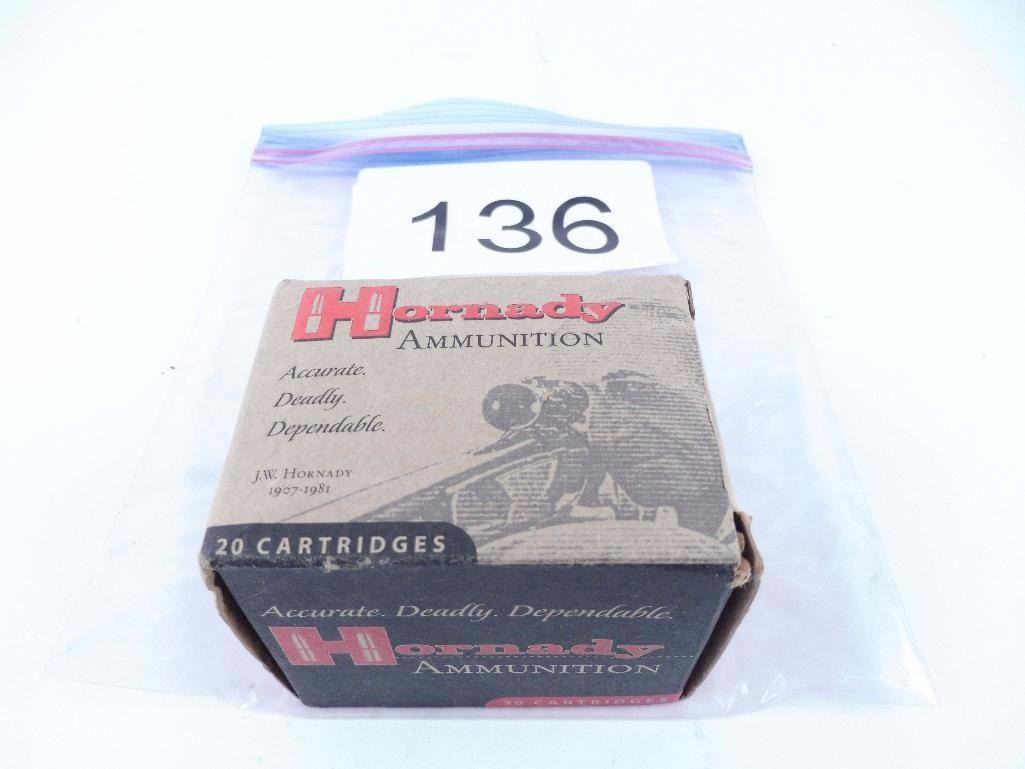 136
Hornady
AMMUNITION
Accurate.
Deadly.
Dependable.
J.W. HORNADY
1907-1981
20 CARTRIDGES
Accurate. Deadly. Dependable.
Hornady
AMMUNITION
20 CARTRIDGES